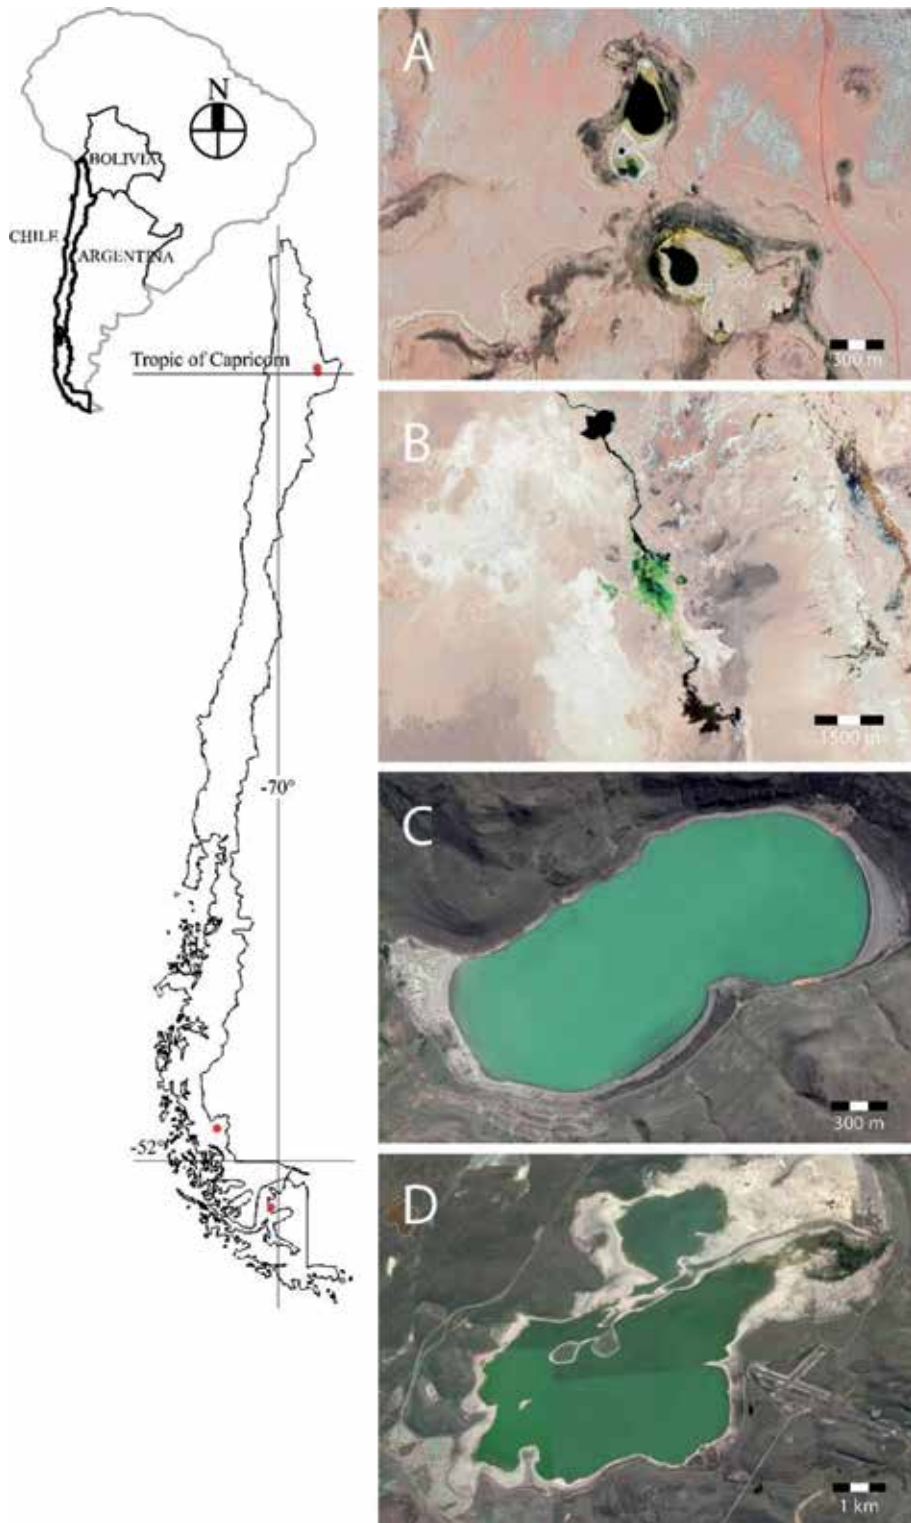 N
BOLIVIA
CHILE
ARGENTINA
Tropic of Capricorn
-70°
-52°
A
300 m
B
1500 m
C
300 m
D
1 km